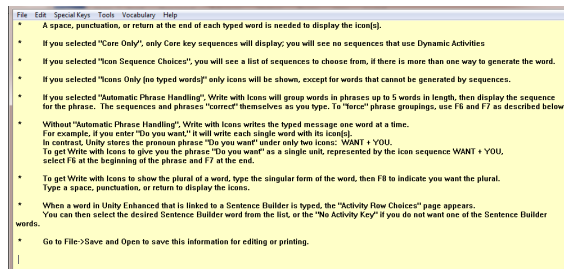 File Edit Special Keys Tools Vocabulary Help
* A space, punctuation, or return at the end of each typed word is needed to display the icon(s).
* If you selected "Core Only", only Core key sequences will display; you will see no sequences that use Dynamic Activities
* If you selected "Icon Sequence Choices", you will see a list of sequences to choose from, if there is more than one way to generate the word.
* If you selected "Icons Only (no typed words)" only icons will be shown, except for words that cannot be generated by sequences.
* If you selected "Automatic Phrase Handling", Write with Icons will group words in phrases up to 5 words in length, then display the sequence
for the phrase. The sequences and phrases "correct" themselves as you type. To "force" phrase groupings, use F6 and F7 as described below
* Without "Automatic Phrase Handling", Write with Icons writes the typed message one word at a time.
For example, if you enter "Do you want," it will write each single word with its icon(s).
In contrast, Unity stores the pronoun phrase "Do you want" under only two icons: WANT + YOU.
To get Write with Icons to give you the phrase "Do you want" as a single unit, represented by the icon sequence WANT + YOU,
select F6 at the beginning of the phrase and F7 at the end.
* To get Write with Icons to show the plural of a word, type the singular form of the word, then F8 to indicate you want the plural.
Type a space, punctuation, or return to display the icons.
* When a word in Unity Enhanced that is linked to a Sentence Builder is typed, the "Activity Row Choices" page appears.
You can then select the desired Sentence Builder word from the list, or the "No Activity Key" if you do not want one of the Sentence Builder
words.
* Go to File->Save and Open to save this information for editing or printing.